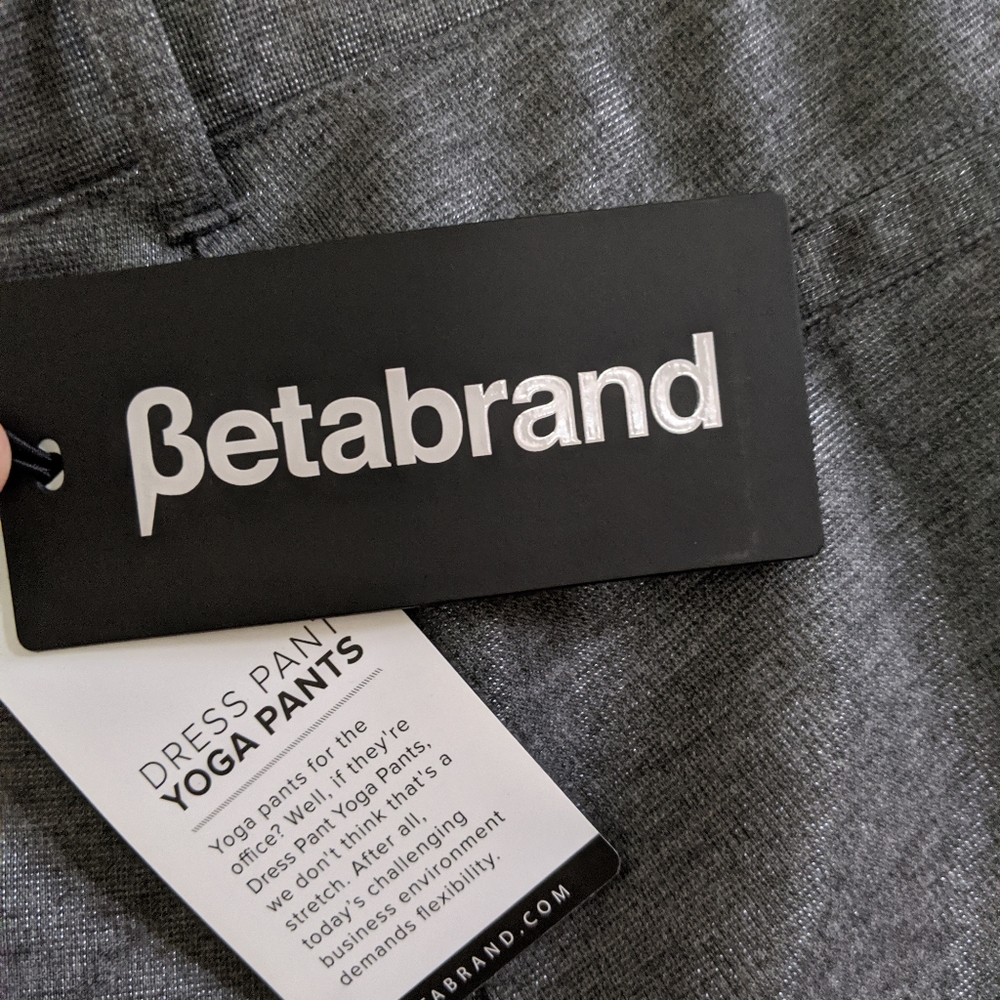 βetabrand
DRESS PANT
YOGA PANTS
Yoga pants for the
office? Well, if they're
Dress Pant Yoga Pants,
we don't think that's a
stretch. After all,
today's challenging
business environment
demands flexibility.
TABRAND.COM